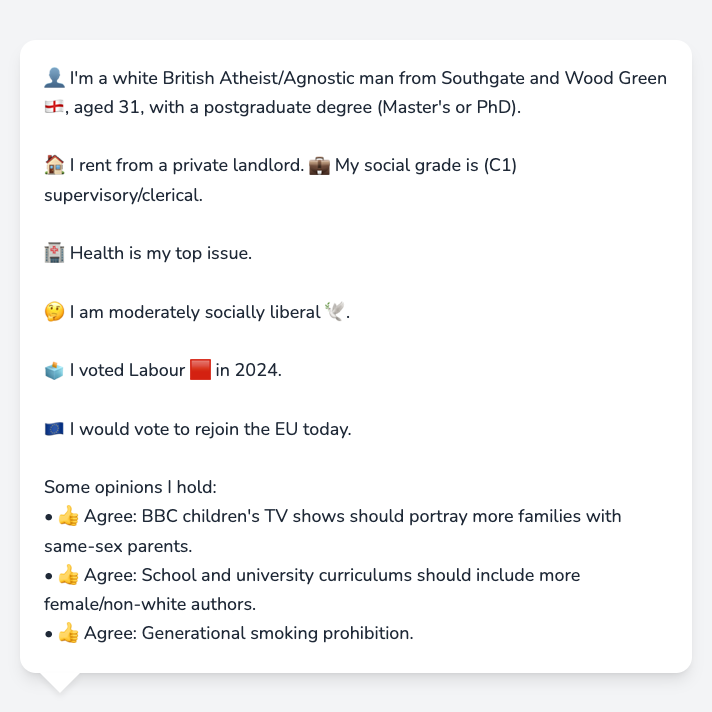 👤 I'm a white British Atheist/Agnostic man from Southgate and Wood Green
🏴󠁧󠁢󠁥󠁮󠁧󠁿, aged 31, with a postgraduate degree (Master's or PhD).
🏠 I rent from a private landlord. 💼 My social grade is (C1)
supervisory/clerical.
🏥 Health is my top issue.
🤔 I am moderately socially liberal 🕊️.
🗳️ I voted Labour 🟥 in 2024.
🇪🇺 I would vote to rejoin the EU today.
Some opinions I hold:
• 👍 Agree: BBC children's TV shows should portray more families with
same-sex parents.
• 👍 Agree: School and university curriculums should include more
female/non-white authors.
• 👍 Agree: Generational smoking prohibition.